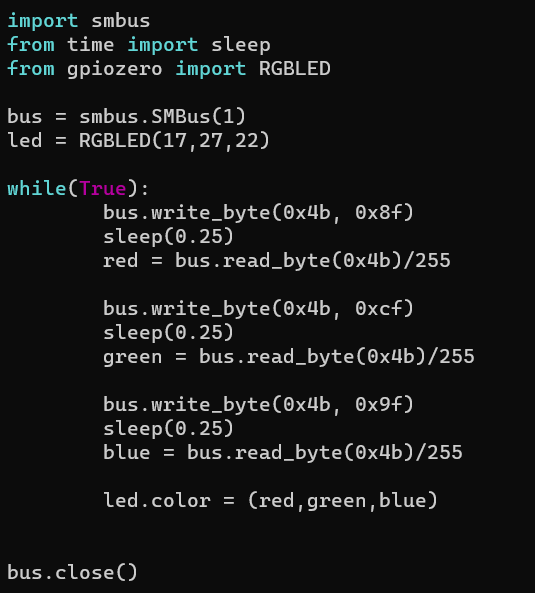 import smbus
from time import sleep
from gpiozero import RGBLED

bus = smbus.SMBus(1)
led = RGBLED(17,27,22)

while(True):
        bus.write_byte(0x4b, 0x8f)
        sleep(0.25)
        red = bus.read_byte(0x4b)/255

        bus.write_byte(0x4b, 0xcf)
        sleep(0.25)
        green = bus.read_byte(0x4b)/255

        bus.write_byte(0x4b, 0x9f)
        sleep(0.25)
        blue = bus.read_byte(0x4b)/255

        led.color = (red,green,blue)


bus.close()